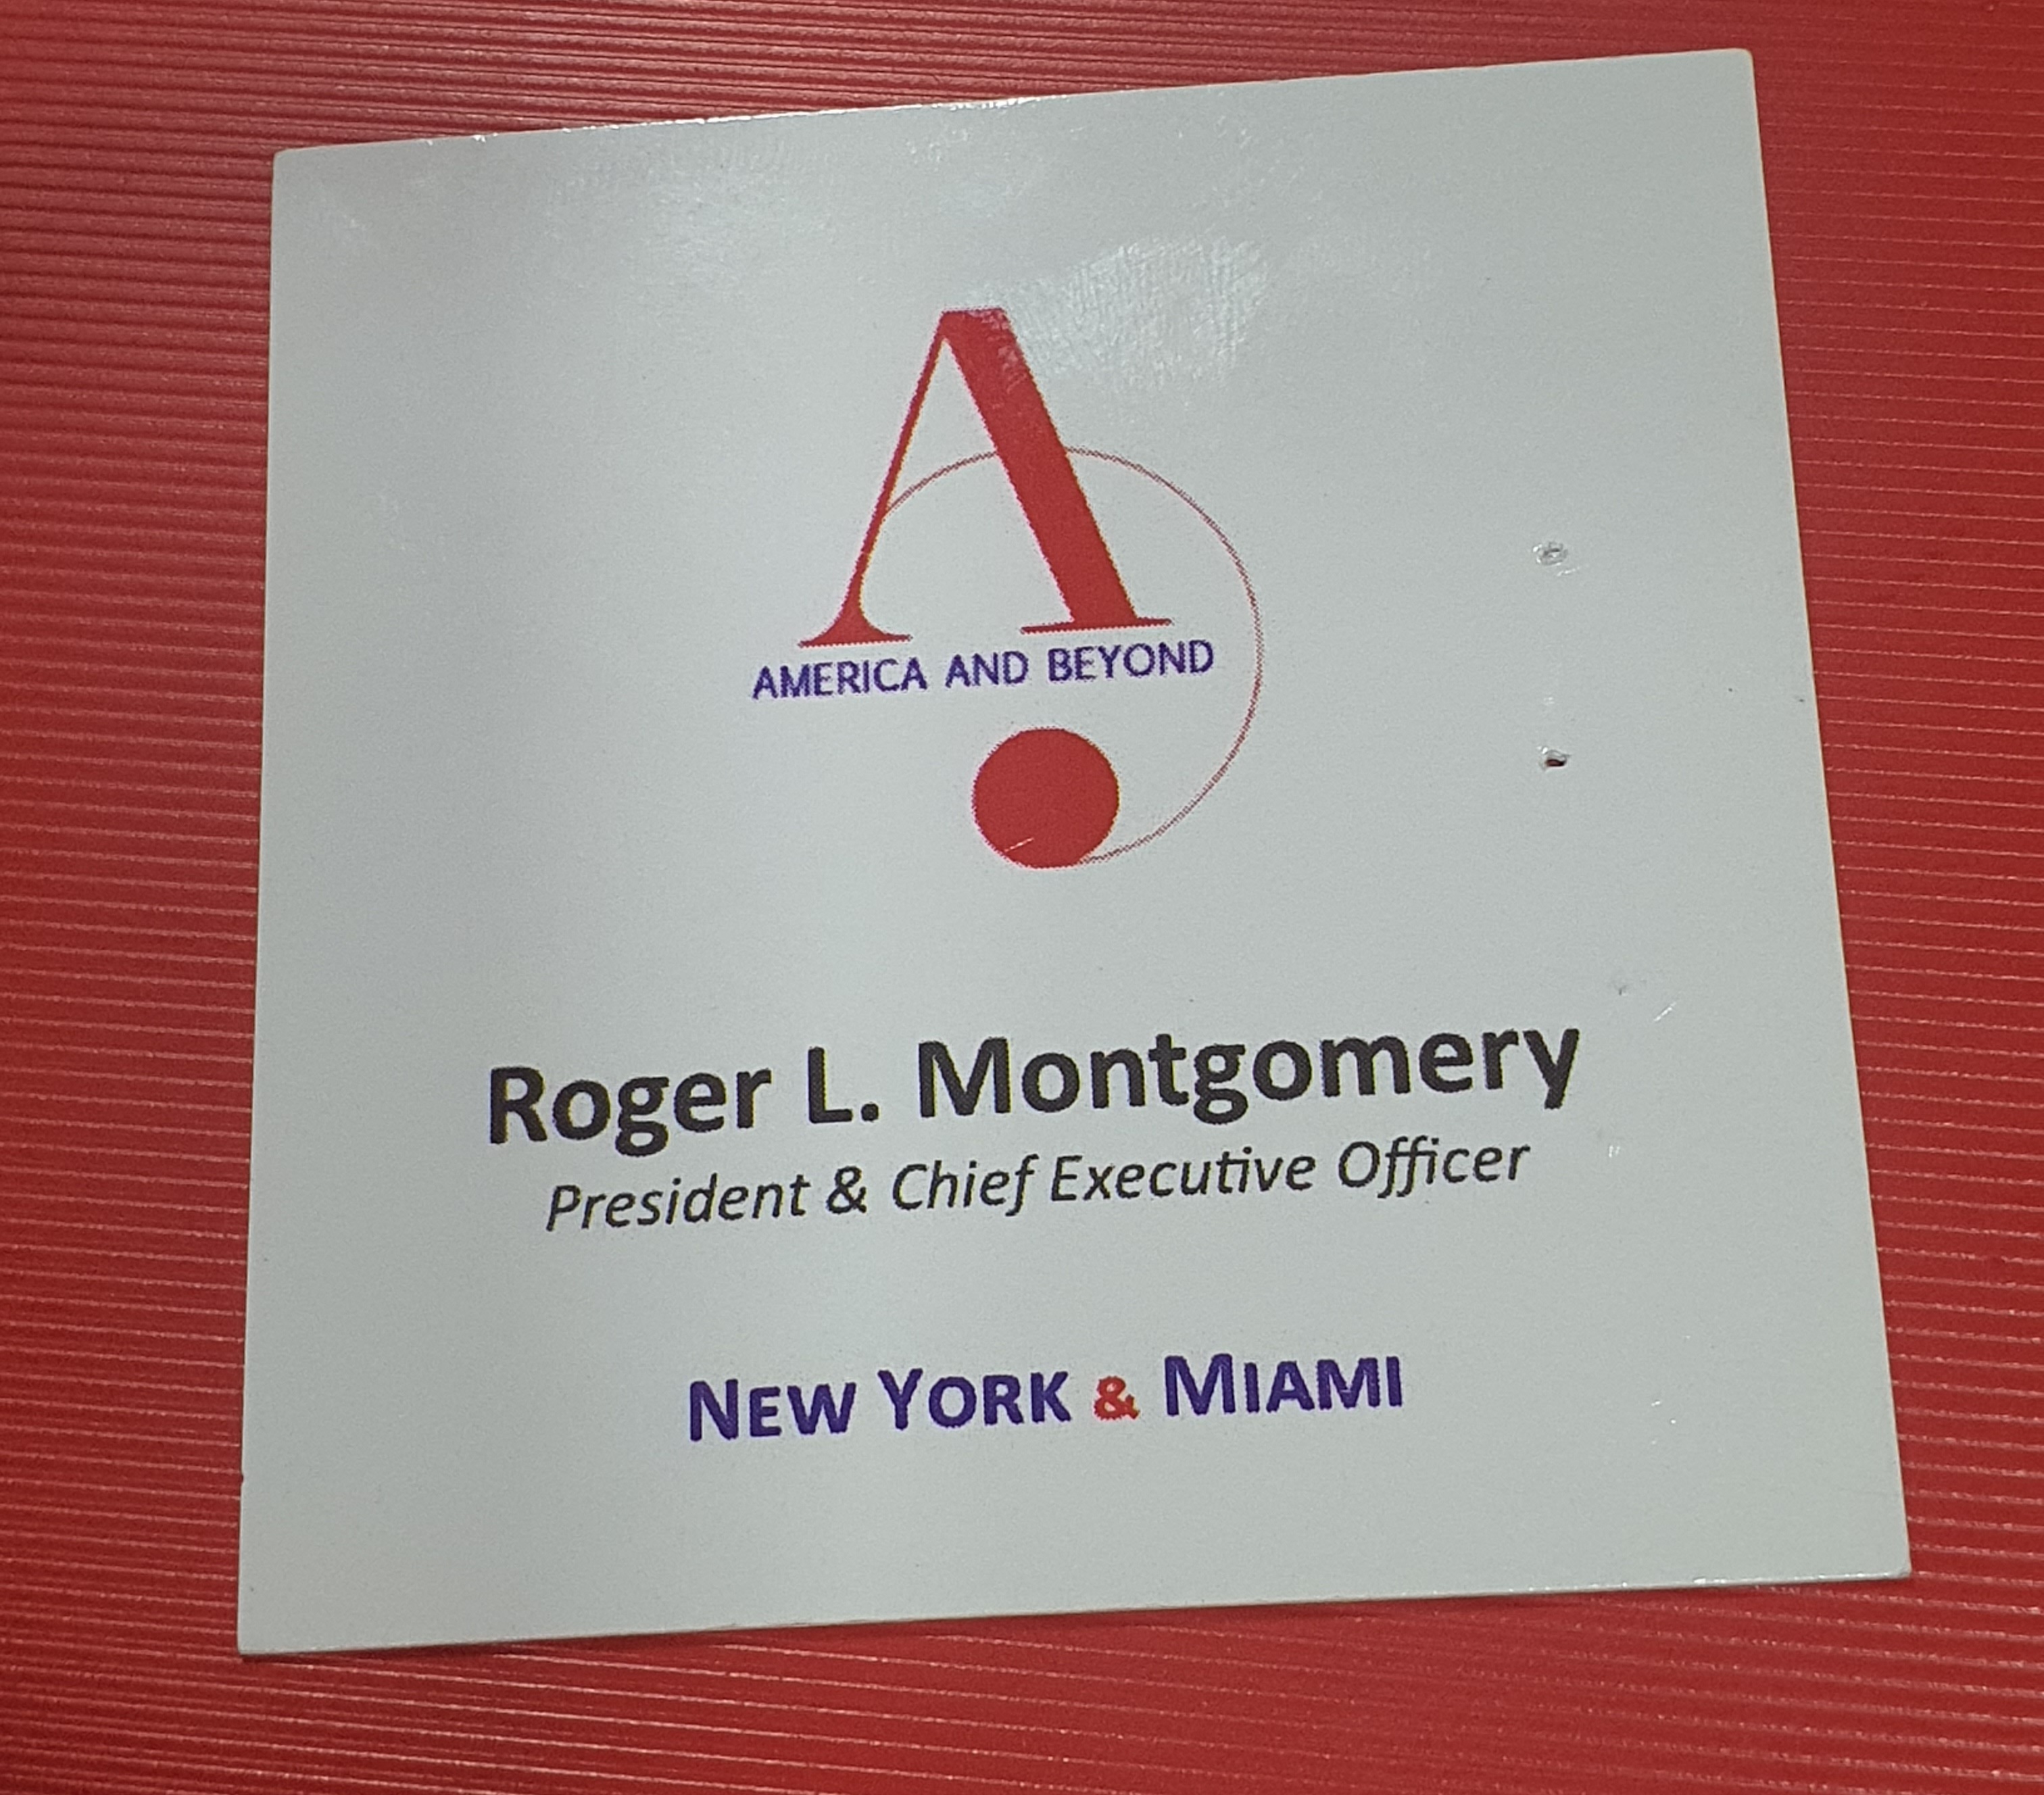 A
AMERICA AND BEYOND
Roger L. Montgomery
President & Chief Executive Officer
NEW YORK & MIAMI